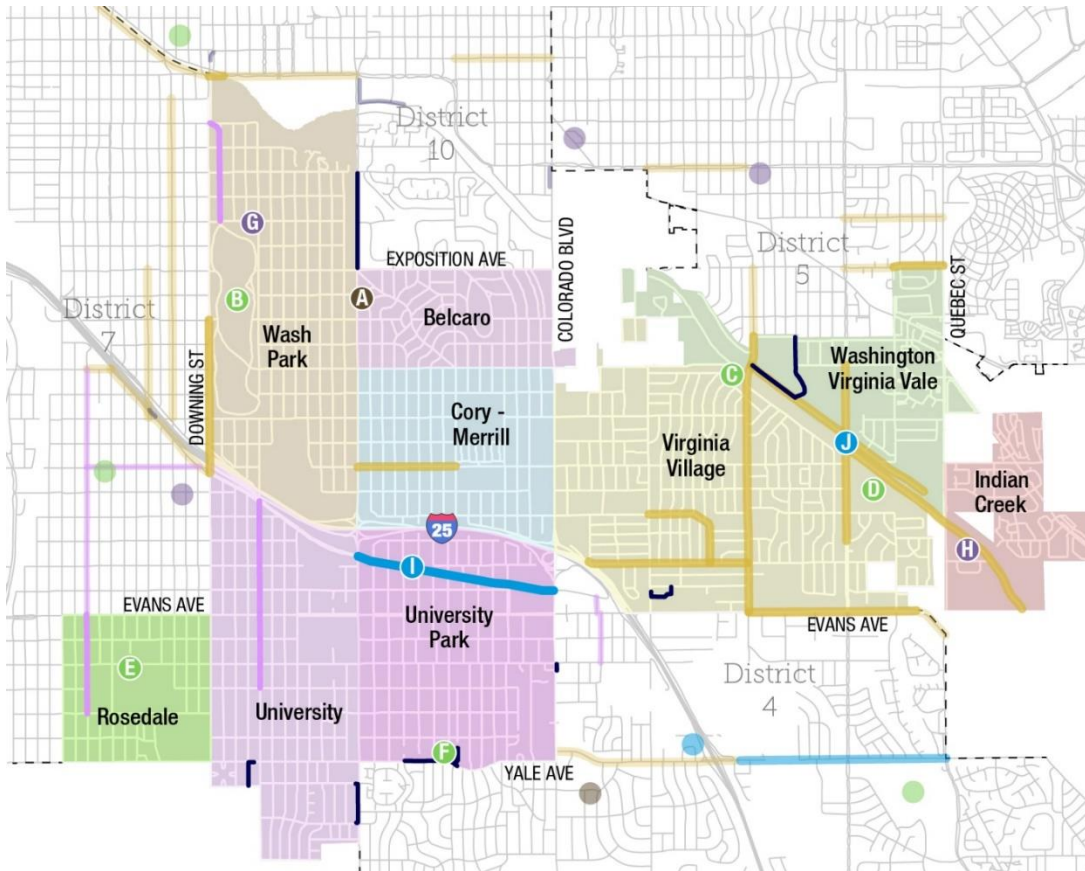 District
10
G
EXPOSITION AVE
COLORADO BLVD
District
5
QUEBEC ST
B
A
District
7
Belcaro
Wash
Park
DOWNING ST
Washington
Virginia Vale
C
Cory -
Merrill
Virginia
Village
J
Indian
Creek
D
25
H
I
EVANS AVE
University
Park
EVANS AVE
E
District
4
Rosedale
University
F
YALE AVE